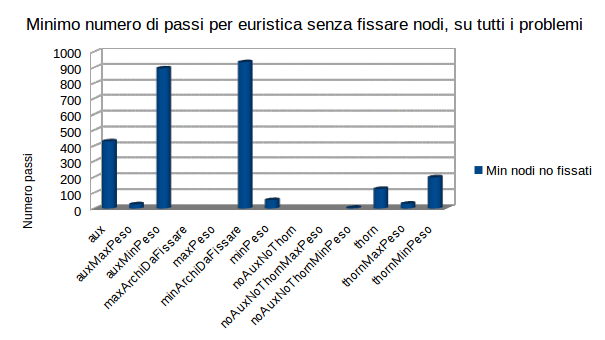 Minimo numero di passi per euristica senza fissare nodi, su tutti i problemi
Numero passi
1000
900
800
700
600
500
400
300
200
100
0
aux
auxMaxPeso
auxMinPeso
maxArchiDaFissare
maxPeso
minArchiDaFissare
minPeso
noAuxNoThorn
noAuxNoThornMaxPeso
noAuxNoThornMinPeso
thorn
thornMaxPeso
thornMinPeso
Min nodi no fissati